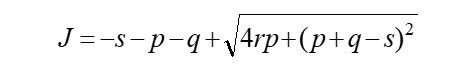 J = -s - p - q + √(4rp + (p + q - s)²)